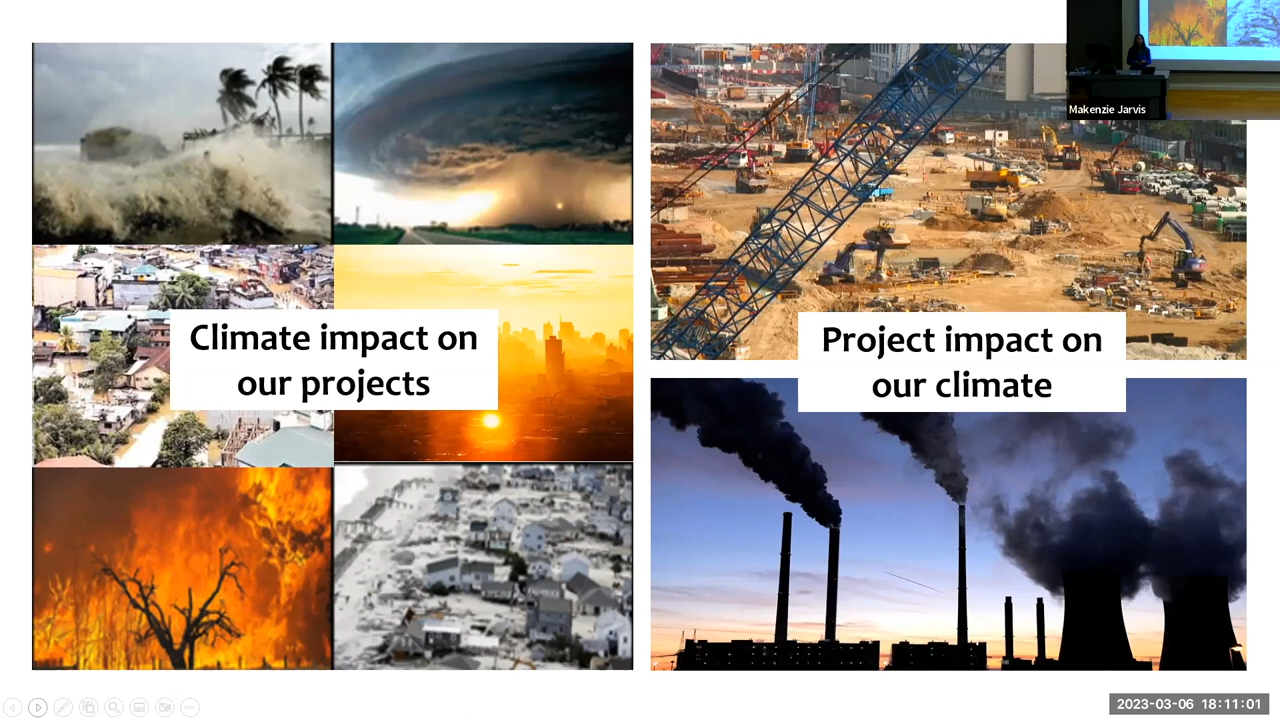 Makenzie Jarvis
Climate impact on
our projects
Project impact on
our climate
2023-03-06 18:11:01